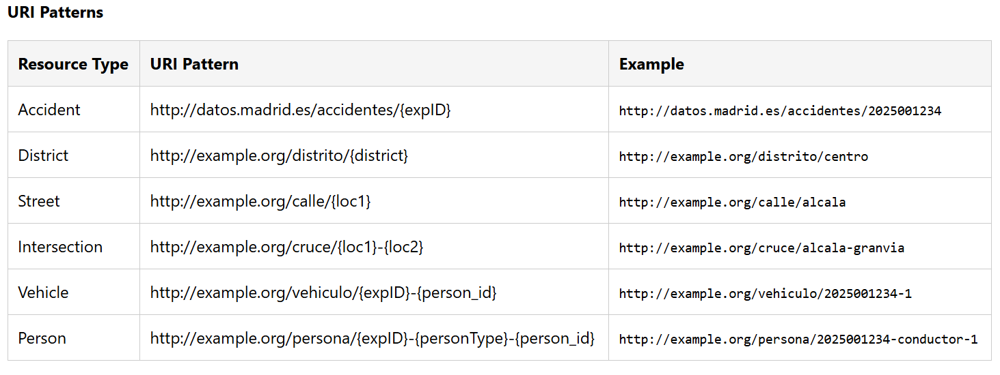 URI Patterns
Resource Type URI Pattern Example
Accident http://datos.madrid.es/accidentes/{expID} http://datos.madrid.es/accidentes/2025001234
District http://example.org/distrito/{district} http://example.org/distrito/centro
Street http://example.org/calle/{loc1} http://example.org/calle/alcala
Intersection http://example.org/cruce/{loc1}-{loc2} http://example.org/cruce/alcala-granvia
Vehicle http://example.org/vehiculo/{expID}-{person_id} http://example.org/vehiculo/2025001234-1
Person http://example.org/persona/{expID}-{personType}-{person_id} http://example.org/persona/2025001234-conductor-1